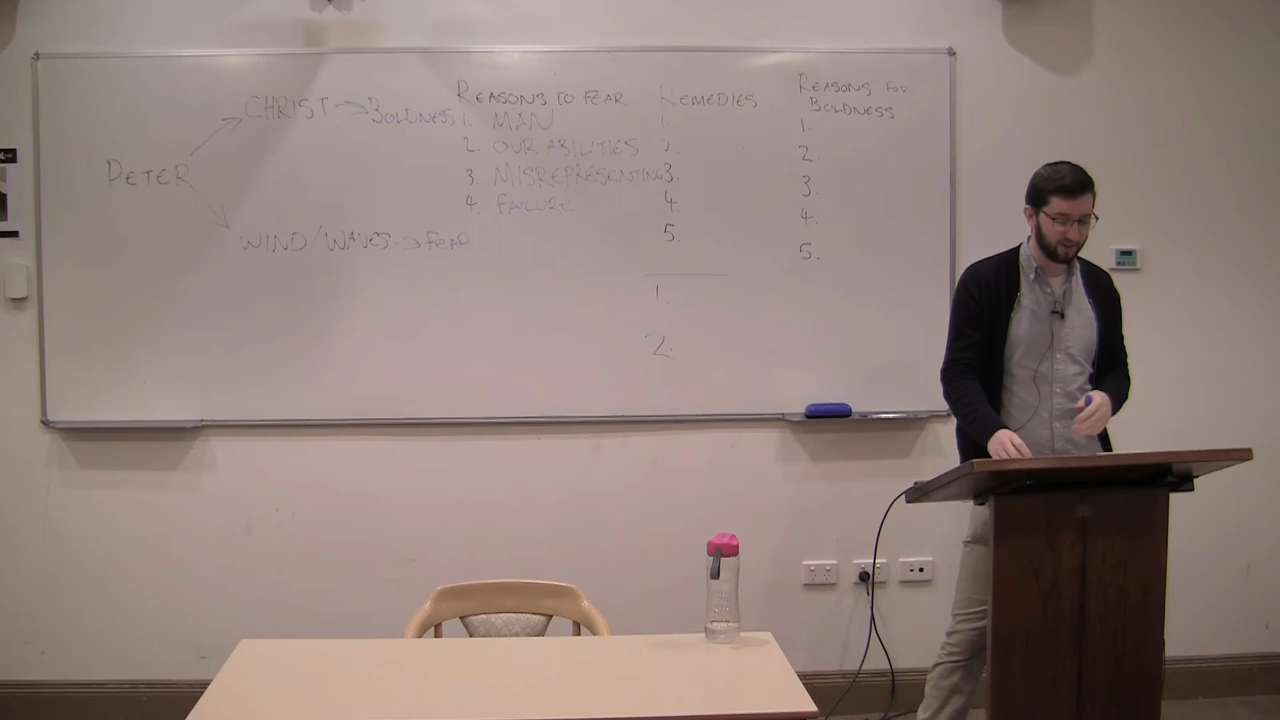 CHRIST → BOLDNESS
PETER
WIND/WAVES → FEAR
REASONS TO FEAR
1. MAN
2. OUR ABILITIES
3. MISREPRESENTING
4. FAILURE
REMEDIES
1.
2.
3.
4.
5.
1.
2.
REASONS FOR
BOLDNESS
1.
2.
3.
4.
5.